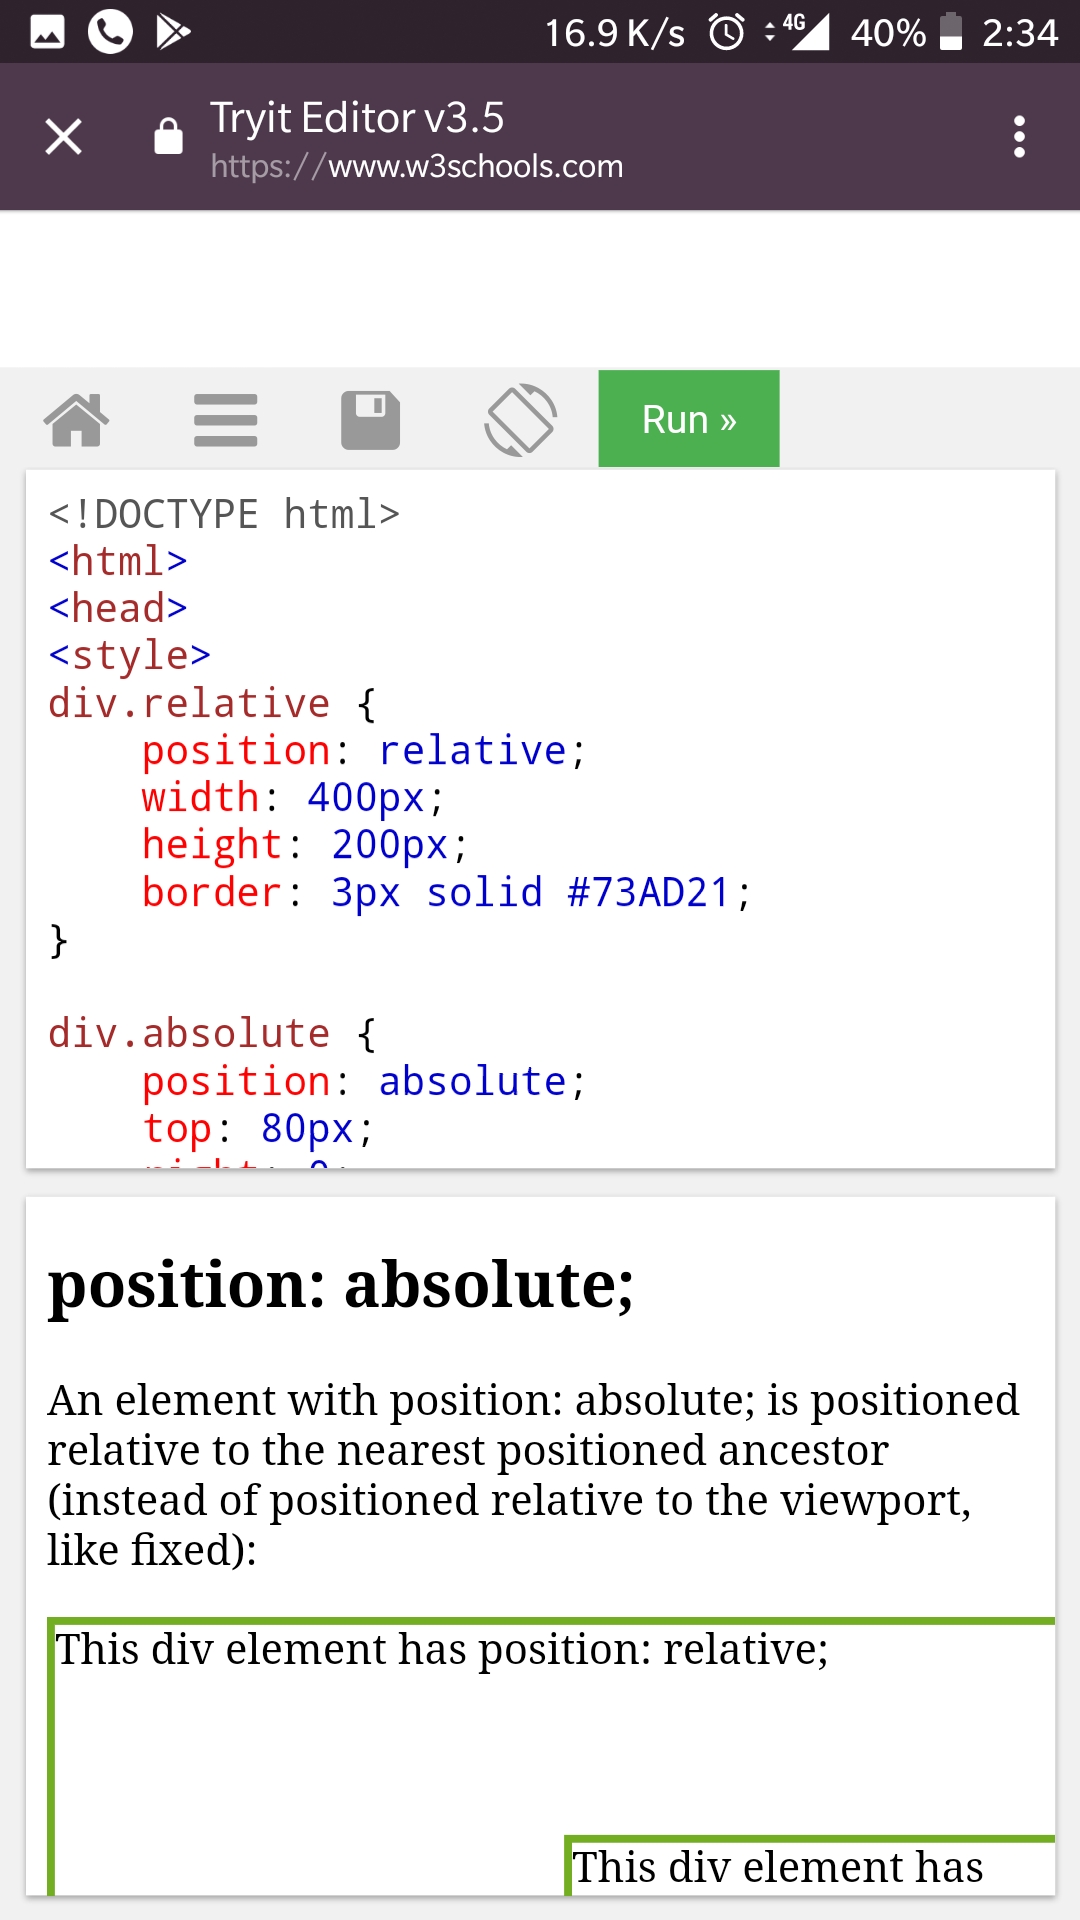 16.9 K/s 4G 40% 2:34
Tryit Editor v3.5
https://www.w3schools.com
Run »
<!DOCTYPE html>
<html>
<head>
<style>
div.relative {
    position: relative;
    width: 400px;
    height: 200px;
    border: 3px solid #73AD21;
}
div.absolute {
    position: absolute;
    top: 80px;
    right: 0;
position: absolute;
An element with position: absolute; is positioned
relative to the nearest positioned ancestor
(instead of positioned relative to the viewport,
like fixed):
This div element has position: relative;
This div element has